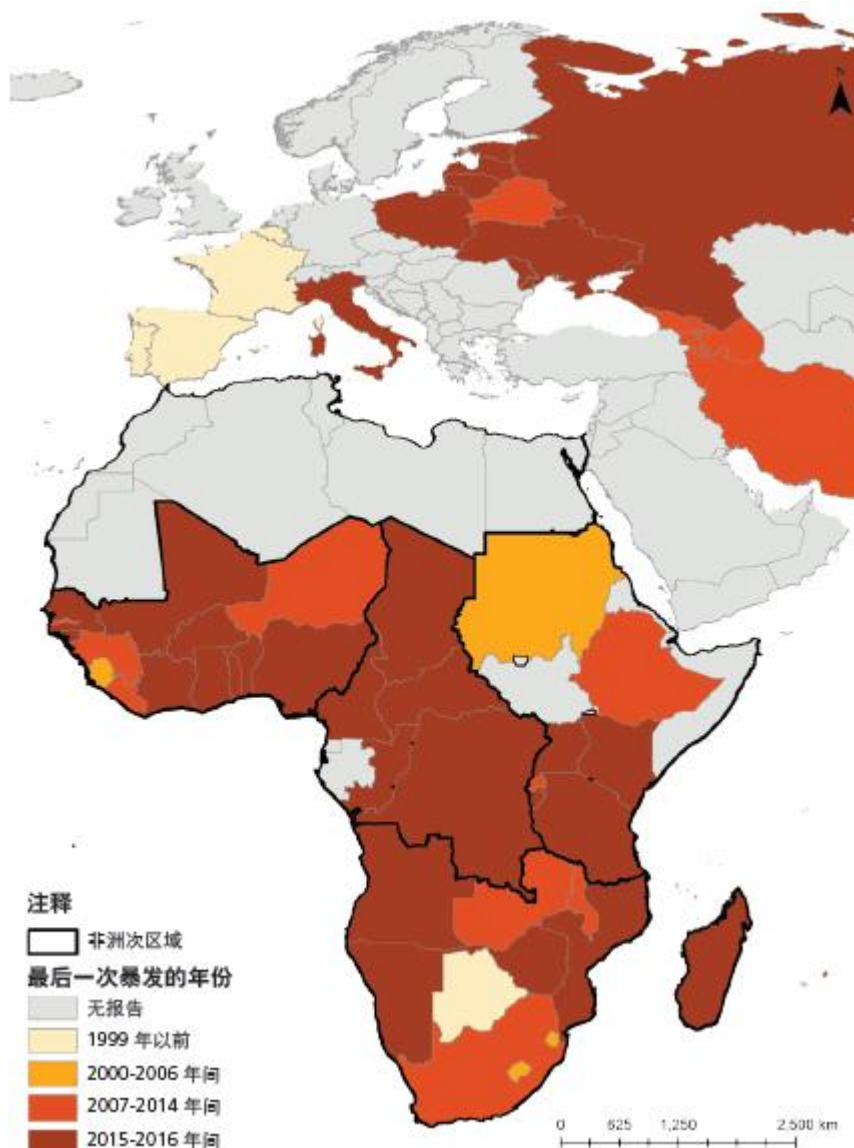 N
注释
非洲次区域
最后一次暴发的年份
无报告
1999 年以前
2000-2006 年间
2007-2014 年间
2015-2016 年间
0 625 1,250 2,500 km